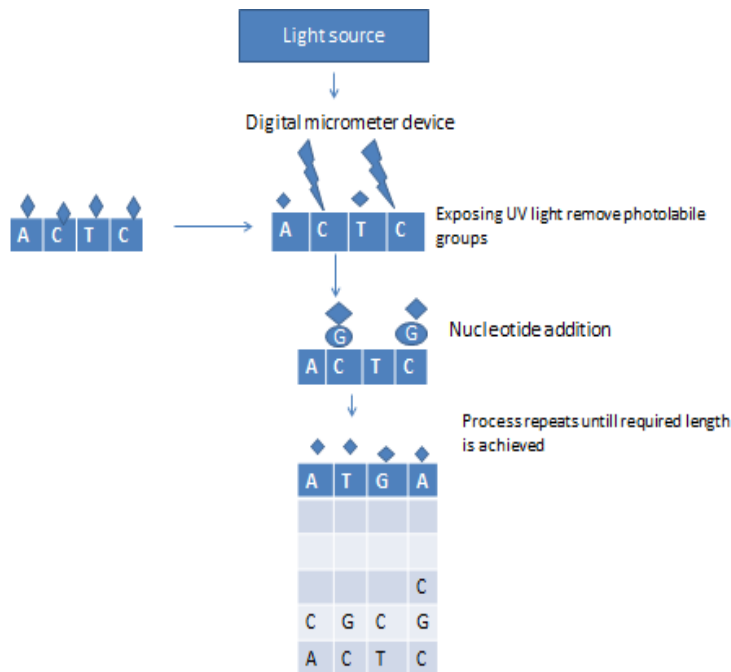 Light source
Digital micrometer device
A C T C
A C T C
Exposing UV light remove photolabile
groups
G G
Nucleotide addition
A C T C
Process repeats untill required length
is achieved
A T G A
C
C G C G
A C T C